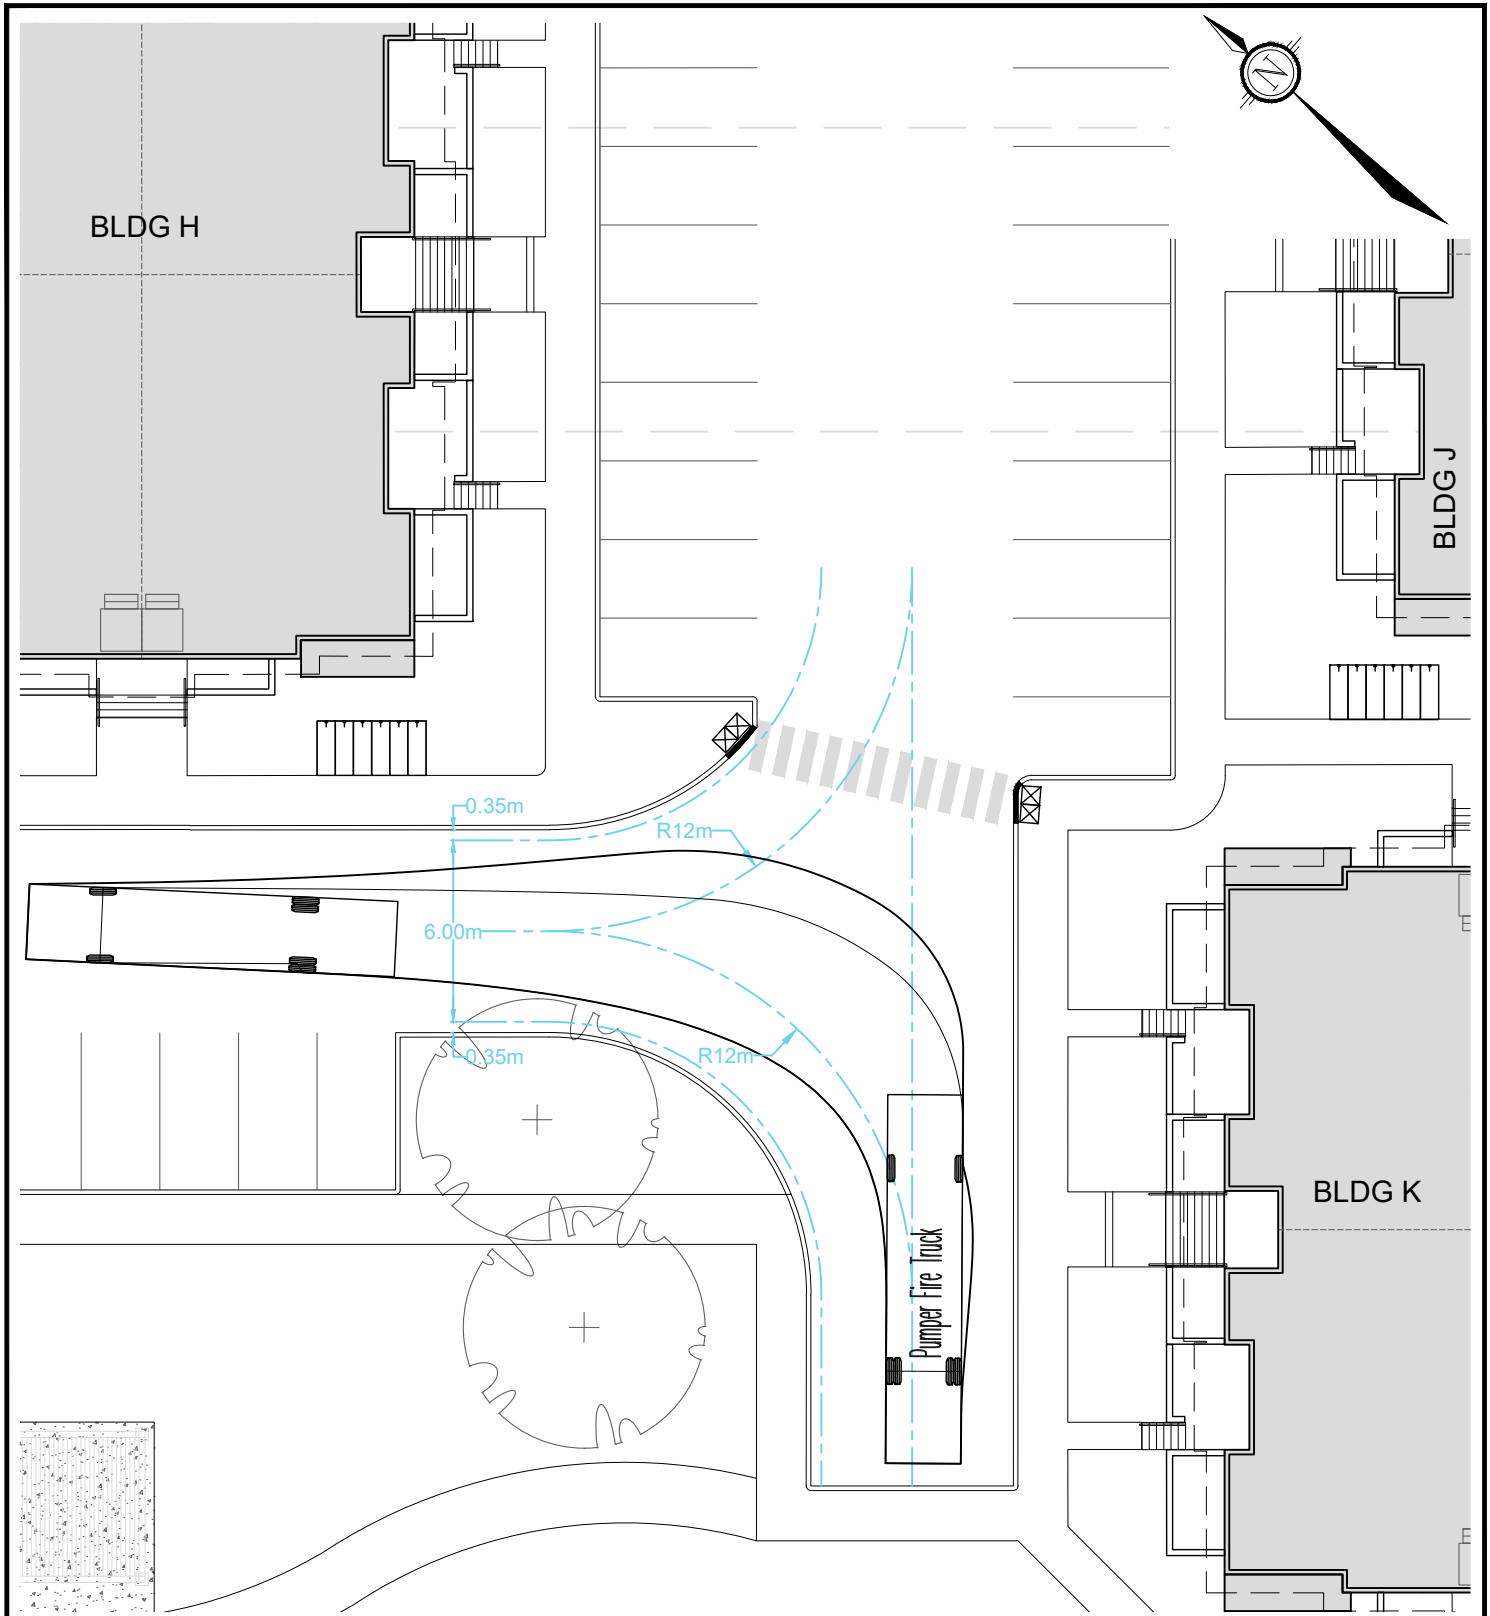 N
BLDG H
BLDG J
0.35m
R12m
6.00m
0.35m
R12m
BLDG K
Pumper Fire Truck